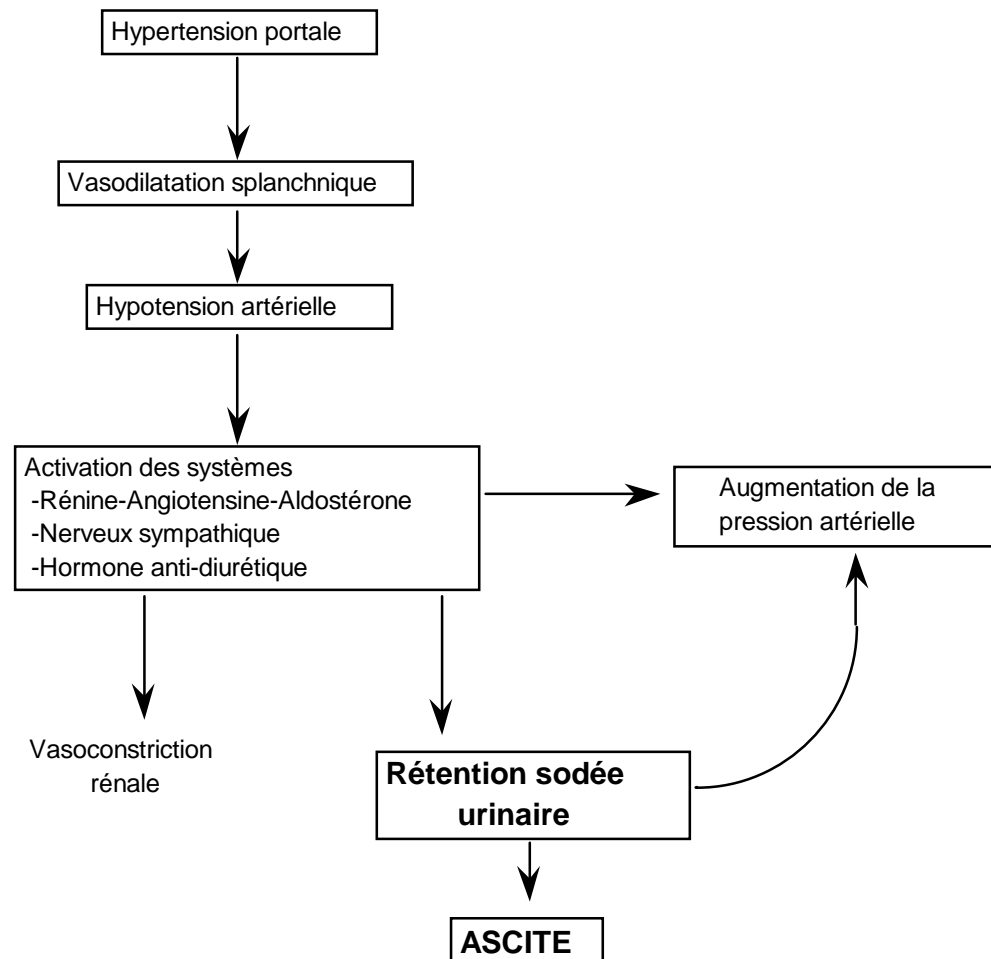 Hypertension portale
Vasodilatation splanchnique
Hypotension artérielle
Activation des systèmes
-Rénine-Angiotensine-Aldostérone
-Nerveux sympathique
-Hormone anti-diurétique
Augmentation de la
pression artérielle
Vasoconstriction
rénale
Rétention sodée
urinaire
ASCITE